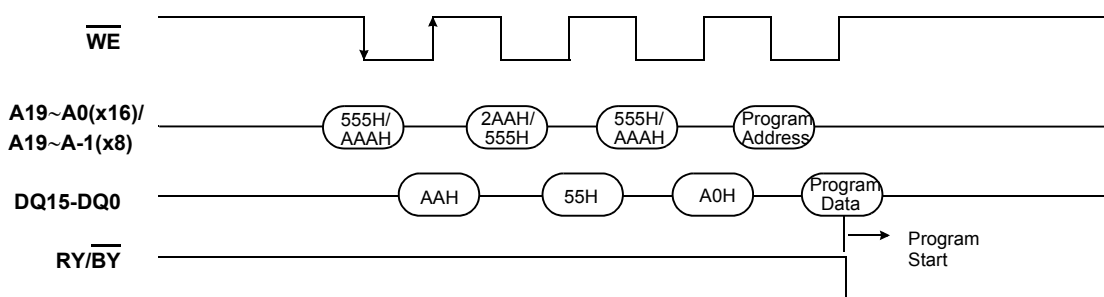 WE
A19~A0(x16)/
A19~A-1(x8)
555H/
AAAH
2AAH/
555H
555H/
AAAH
Program
Address
DQ15-DQ0
AAH
55H
A0H
Program
Data
RY/BY
Program
Start